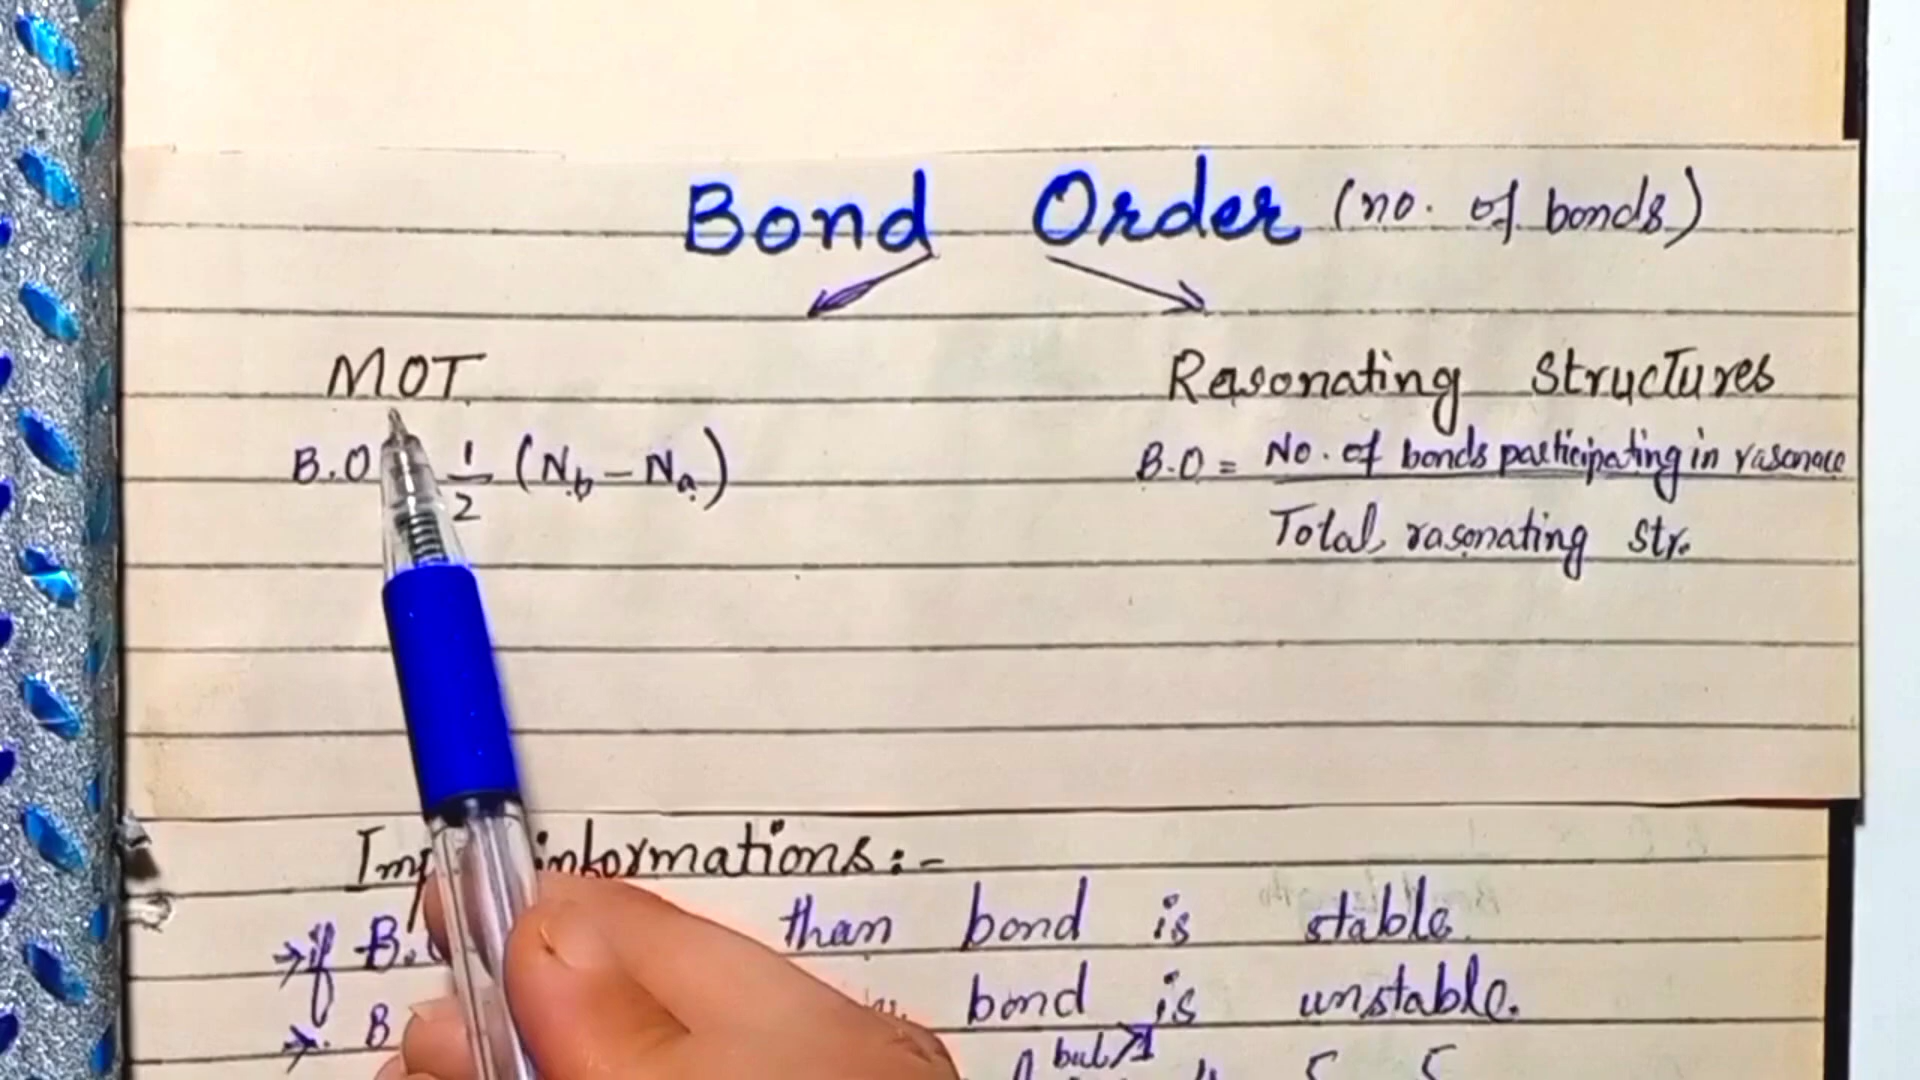 Bond Order (no. of bonds)
MOT
B.O 1/2 (Nb - Na)
Rasonating Structures
B.O = No. of bonds participating in rasonace
Total rasonating Str.
informations:-
→ if B. than bond is stable.
→. B bond is unstable.